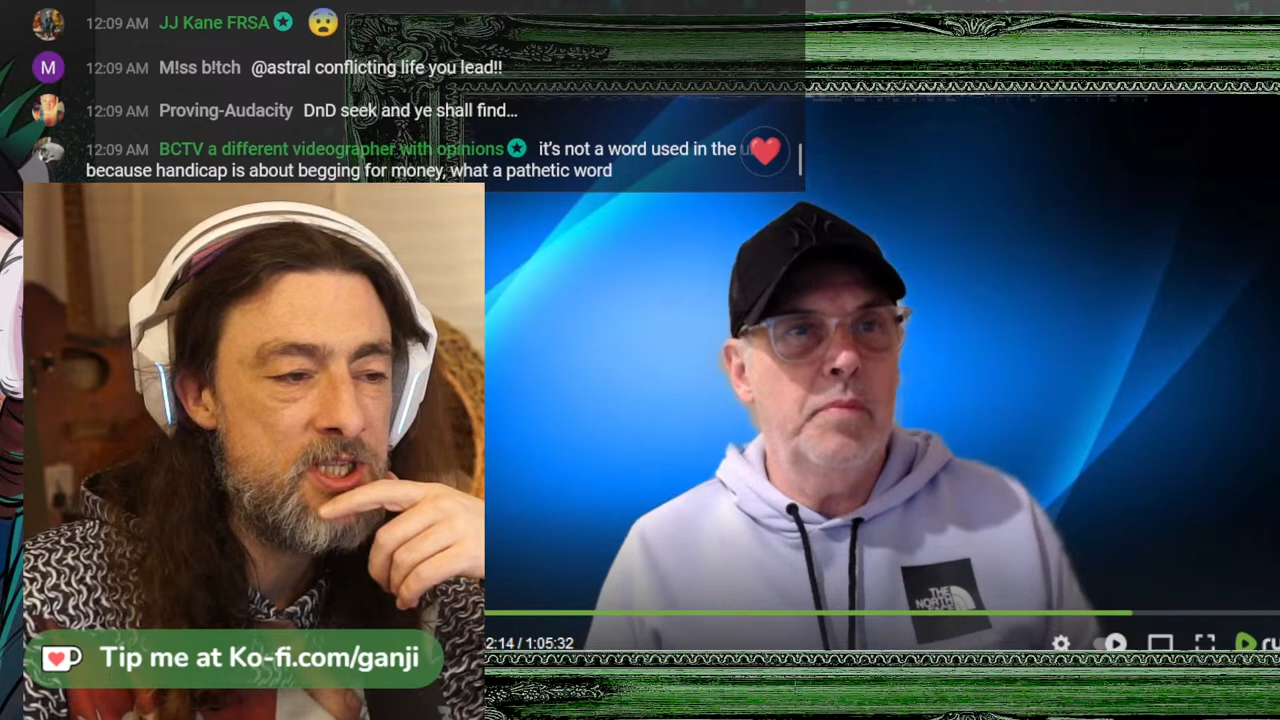 12:09 AM JJ Kane FRSA
M 12:09 AM M!ss b!tch @astral conflicting life you lead!!
12:09 AM Proving-Audacity DnD seek and ye shall find...
12:09 AM BCTV a different videographer with opinions it's not a word used in the
because handicap is about begging for money, what a pathetic word
THE
NORTH
FACE
2:14 / 1:05:32
Tip me at Ko-fi.com/ganji